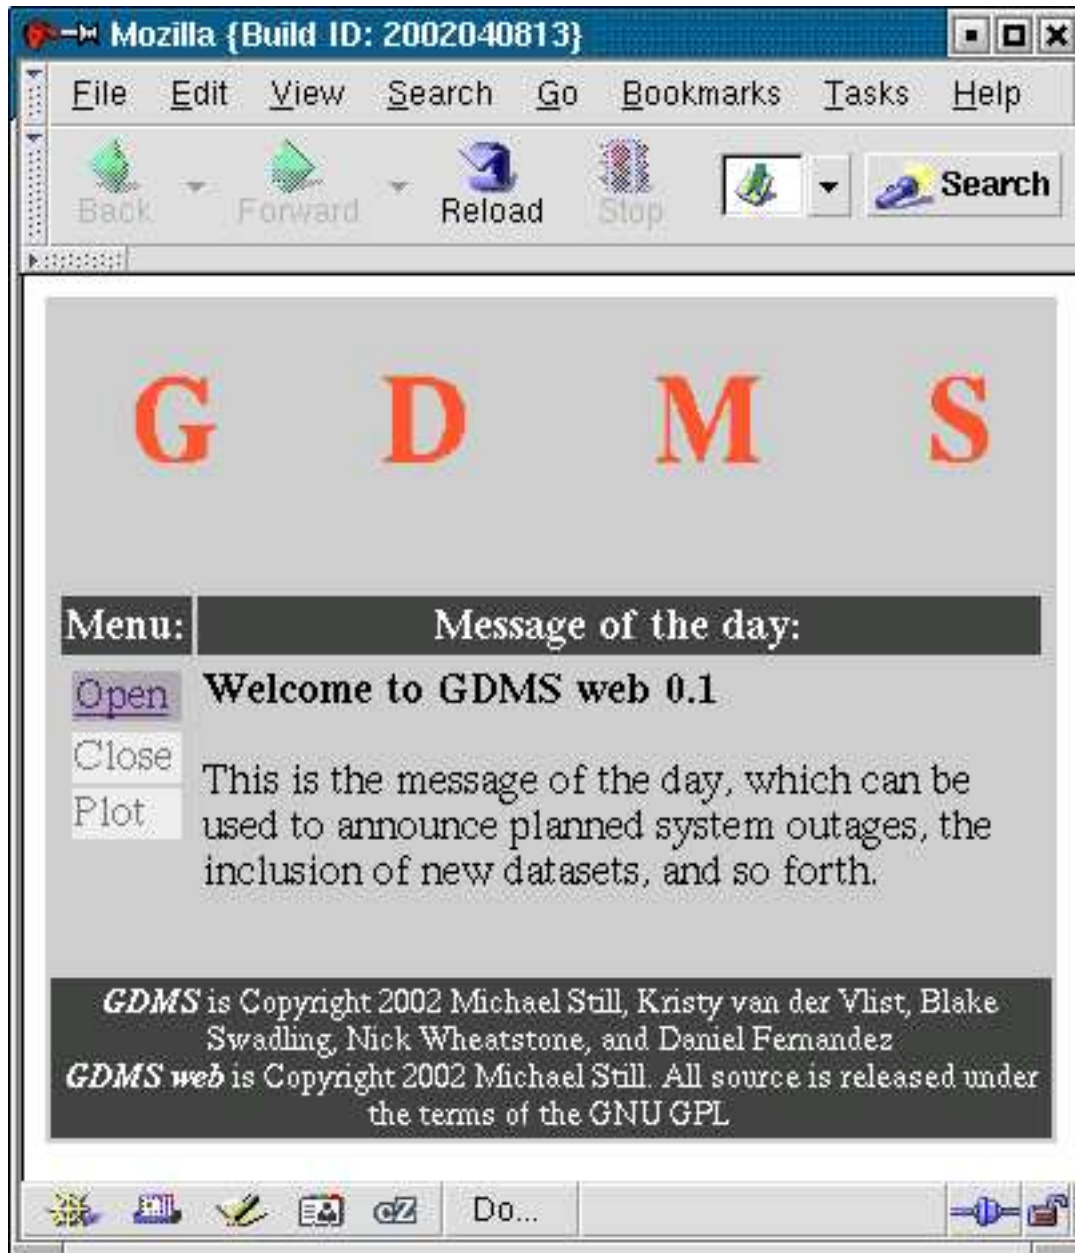 Mozilla {Build ID: 2002040813}
File Edit View Search Go Bookmarks Tasks Help
Back Forward Reload Stop Search
G D M S
Menu: Message of the day:
Open Welcome to GDMS web 0.1
Close
Plot
This is the message of the day, which can be
used to announce planned system outages, the
inclusion of new datasets, and so forth.
GDMS is Copyright 2002 Michael Still, Kristy van der Vlist, Blake
Swadling, Nick Wheatstone, and Daniel Fernandez
GDMS web is Copyright 2002 Michael Still. All source is released under
the terms of the GNU GPL
cZ Do...